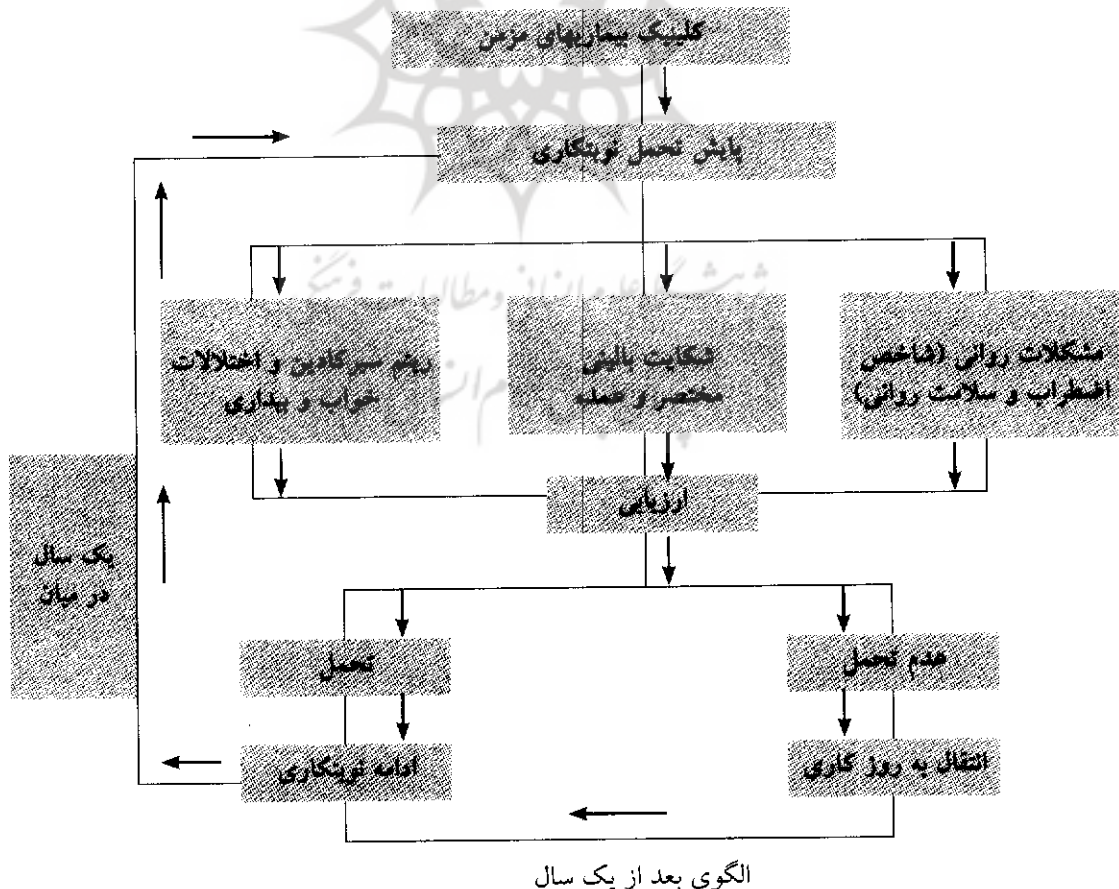 کلینیک بیماریهای مزمن
پایش تحمل نوبتکاری
مشکلات روانی (شاخص
اضطراب و سلامت روانی)
شکایت بالینی
مختصر و عمده
ریتم سیرکادین و اختلالات
خواب و بیداری
ارزیابی
یک سال
در میان
عدم تحمل
تحمل
انتقال به روز کاری
ادامه نوبتکاری
الگوی بعد از یک سال